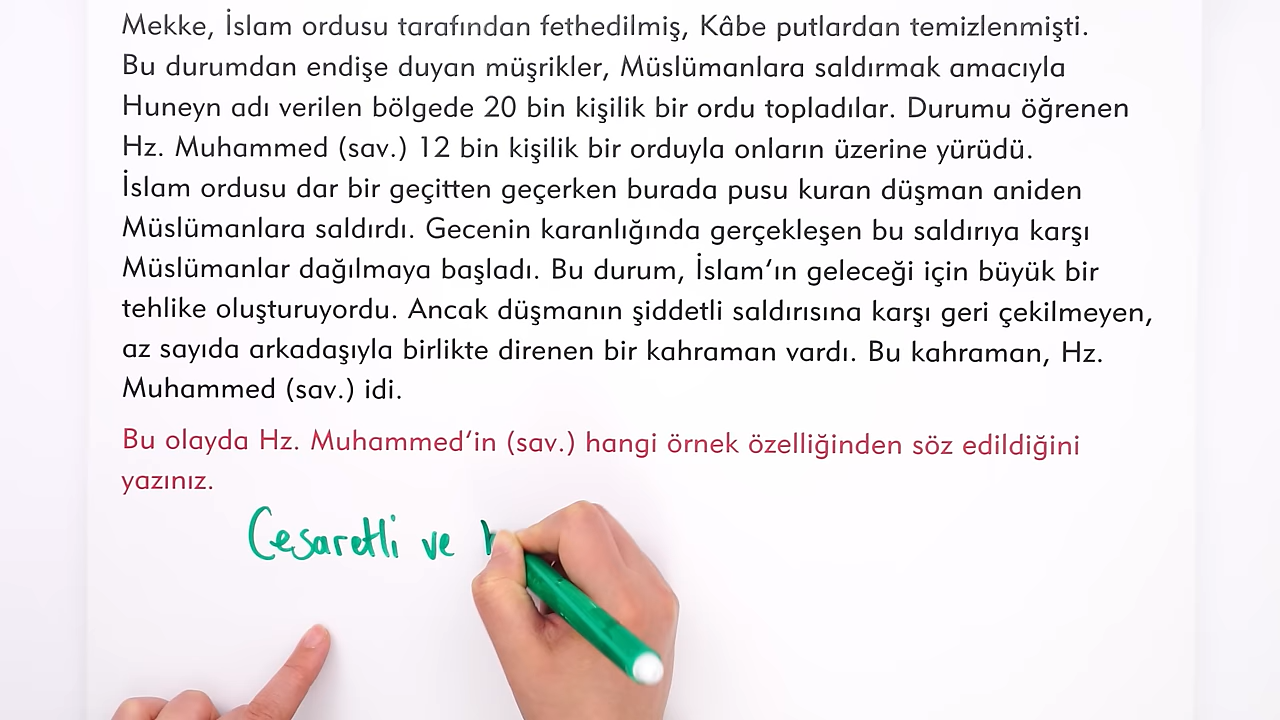 Mekke, İslam ordusu tarafından fethedilmiş, Kâbe putlardan temizlenmişti.
Bu durumdan endişe duyan müşrikler, Müslümanlara saldırmak amacıyla
Huneyn adı verilen bölgede 20 bin kişilik bir ordu topladılar. Durumu öğrenen
Hz. Muhammed (sav.) 12 bin kişilik bir orduyla onların üzerine yürüdü.
İslam ordusu dar bir geçitten geçerken burada pusu kuran düşman aniden
Müslümanlara saldırdı. Gecenin karanlığında gerçekleşen bu saldırıya karşı
Müslümanlar dağılmaya başladı. Bu durum, İslam'ın geleceği için büyük bir
tehlike oluşturuyordu. Ancak düşmanın şiddetli saldırısına karşı geri çekilmeyen,
az sayıda arkadaşıyla birlikte direnen bir kahraman vardı. Bu kahraman, Hz.
Muhammed (sav.) idi.
Bu olayda Hz. Muhammed'in (sav.) hangi örnek özelliğinden söz edildiğini
yazınız.
Cesaretli ve